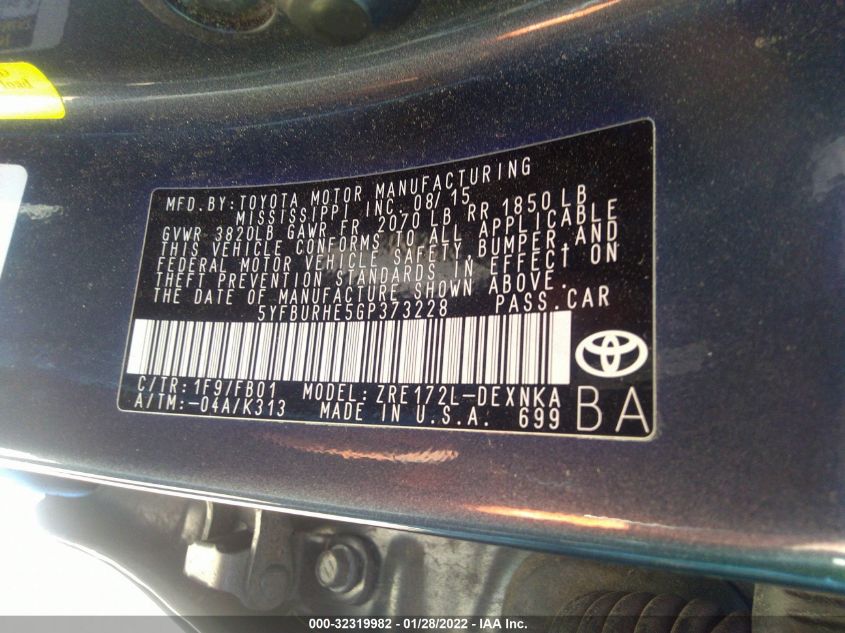 load
MFD.BY:TOYOTA MOTOR MANUFACTURING
MISSISSIPPI INC. 08/15
GVWR 3820LB GAWR FR 2070 LB RR 1850 LB
THIS VEHICLE CONFORMS TO ALL APPLICABLE
FEDERAL MOTOR VEHICLE SAFETY,BUMPER,AND
THEFT PREVENTION STANDARDS IN EFFECT ON
THE DATE OF MANUFACTURE SHOWN ABOVE.
5YFBURHE5GP373228 PASS.CAR
C/TR:1F9/FB01 MODEL:ZRE172L-DEXNKA
A/TM:-04A/K313 MADE IN U.S.A. 699 BA
000-32319982 - 01/28/2022 - IAA Inc.